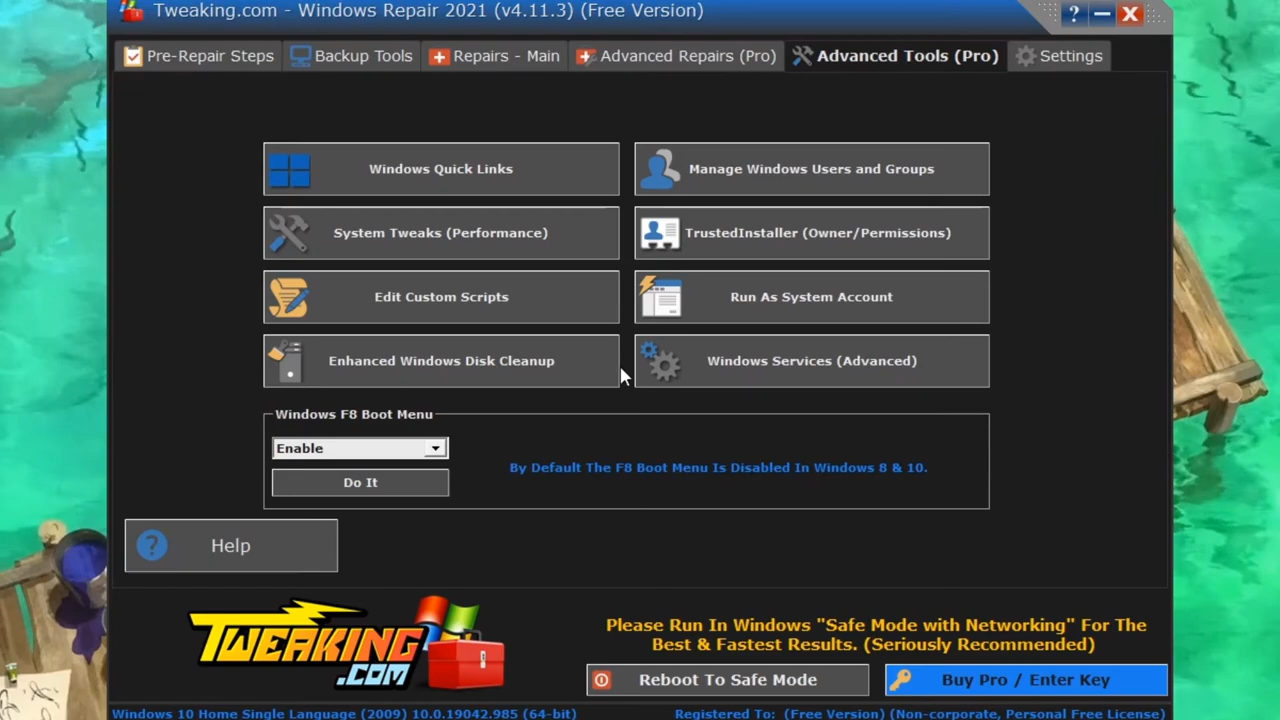 Tweaking.com - Windows Repair 2021 (v4.11.3) (Free Version)
?
Pre-Repair Steps
Backup Tools
Repairs - Main
Advanced Repairs (Pro)
Advanced Tools (Pro)
Settings
Windows Quick Links
Manage Windows Users and Groups
System Tweaks (Performance)
TrustedInstaller (Owner/Permissions)
Edit Custom Scripts
Run As System Account
Enhanced Windows Disk Cleanup
Windows Services (Advanced)
Windows F8 Boot Menu
Enable
By Default The F8 Boot Menu Is Disabled In Windows 8 & 10.
Do It
? Help
TWEAKING
.COM
Please Run In Windows "Safe Mode with Networking" For The
Best & Fastest Results. (Seriously Recommended)
Reboot To Safe Mode
Buy Pro / Enter Key
Windows 10 Home Single Language (2009) 10.0.19042.985 (64-bit)
Registered To: (Free Version) (Non-corporate, Personal Free License)